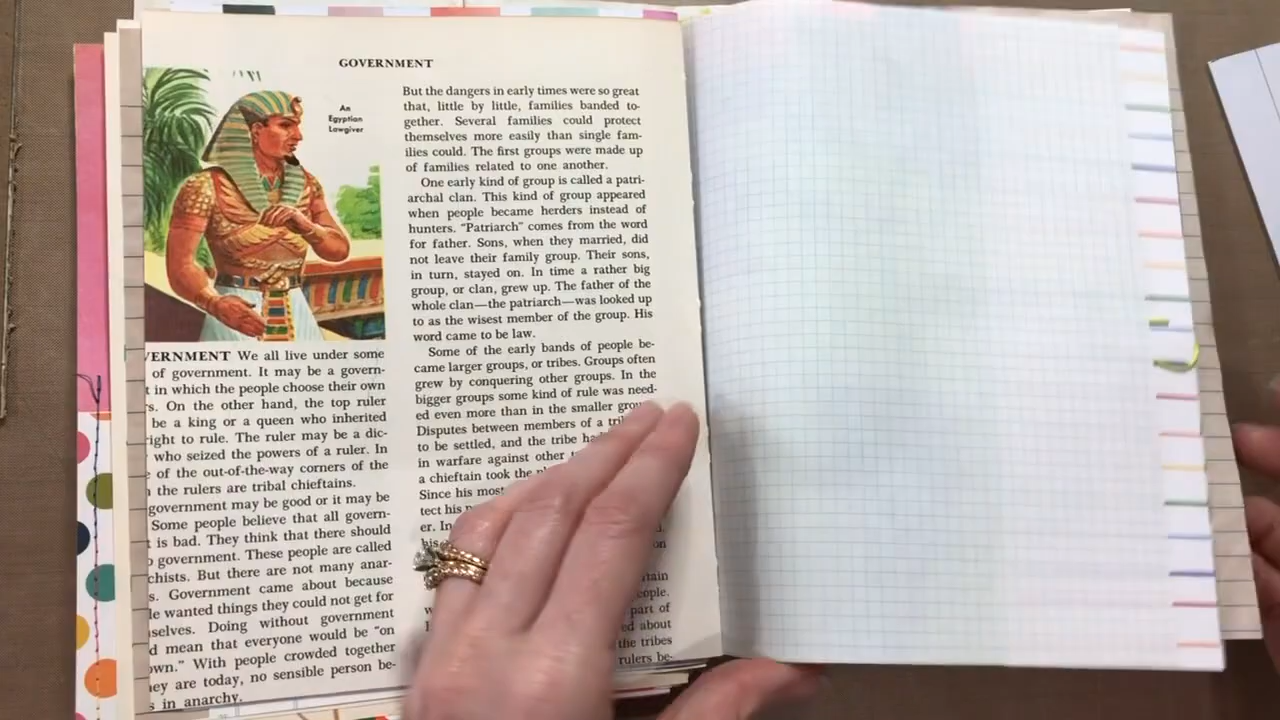 GOVERNMENT
An
Egyptian
Lawgiver
VERNMENT We all live under some
of government. It may be a govern-
in which the people choose their own
On the other hand, the top ruler
be a king or a queen who inherited
right to rule. The ruler may be a dic-
who seized the powers of a ruler. In
of the out-of-the-way corners of the
the rulers are tribal chieftains.
government may be good or it may be
Some people believe that all govern-
is bad. They think that there should
government. These people are called
chists. But there are not many anar-
s. Government came about because
wanted things they could not get for
selves. Doing without government
mean that everyone would be “on
own.” With people crowded together
ey are today, no sensible person be-
s in anarchy.
But the dangers in early times were so great
that, little by little, families banded to-
gether. Several families could protect
themselves more easily than single fam-
ilies could. The first groups were made up
of families related to one another.
One early kind of group is called a patri-
archal clan. This kind of group appeared
when people became herders instead of
hunters. “Patriarch” comes from the word
for father. Sons, when they married, did
not leave their family group. Their sons,
in turn, stayed on. In time a rather big
group, or clan, grew up. The father of the
whole clan—the patriarch—was looked up
to as the wisest member of the group. His
word came to be law.
Some of the early bands of people be-
came larger groups, or tribes. Groups often
grew by conquering other groups. In the
bigger groups some kind of rule was need-
ed even more than in the smaller
Disputes between members of a
to be settled, and the tribe
in warfare against other
a chieftain took the
Since his most
tect his
er. In
his
on
rtain
eople.
part of
ed about
the tribes
rulers be-